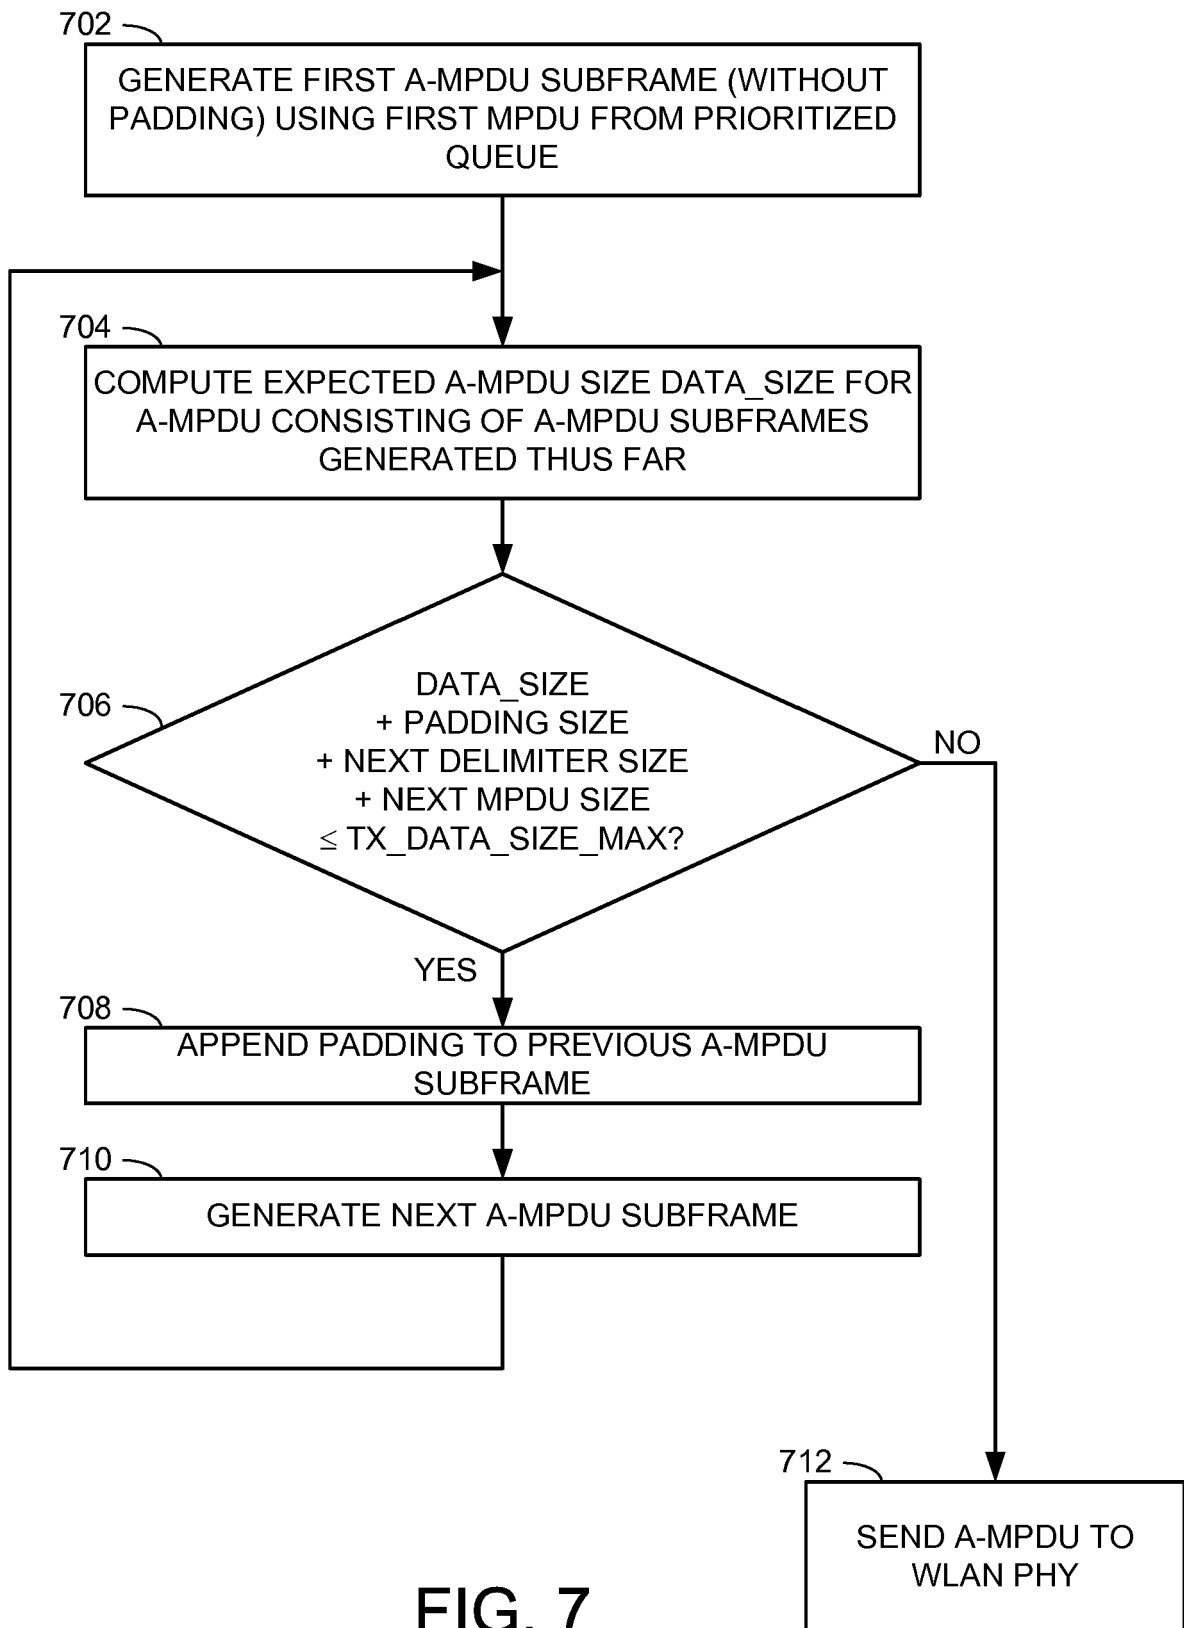 702
GENERATE FIRST A-MPDU SUBFRAME (WITHOUT
PADDING) USING FIRST MPDU FROM PRIORITIZED
QUEUE
704
COMPUTE EXPECTED A-MPDU SIZE DATA_SIZE FOR
A-MPDU CONSISTING OF A-MPDU SUBFRAMES
GENERATED THUS FAR
706
DATA_SIZE
+ PADDING SIZE
+ NEXT DELIMITER SIZE
+ NEXT MPDU SIZE
≤ TX_DATA_SIZE_MAX?
NO
YES
708
APPEND PADDING TO PREVIOUS A-MPDU
SUBFRAME
710
GENERATE NEXT A-MPDU SUBFRAME
712
SEND A-MPDU TO
WLAN PHY
FIG. 7